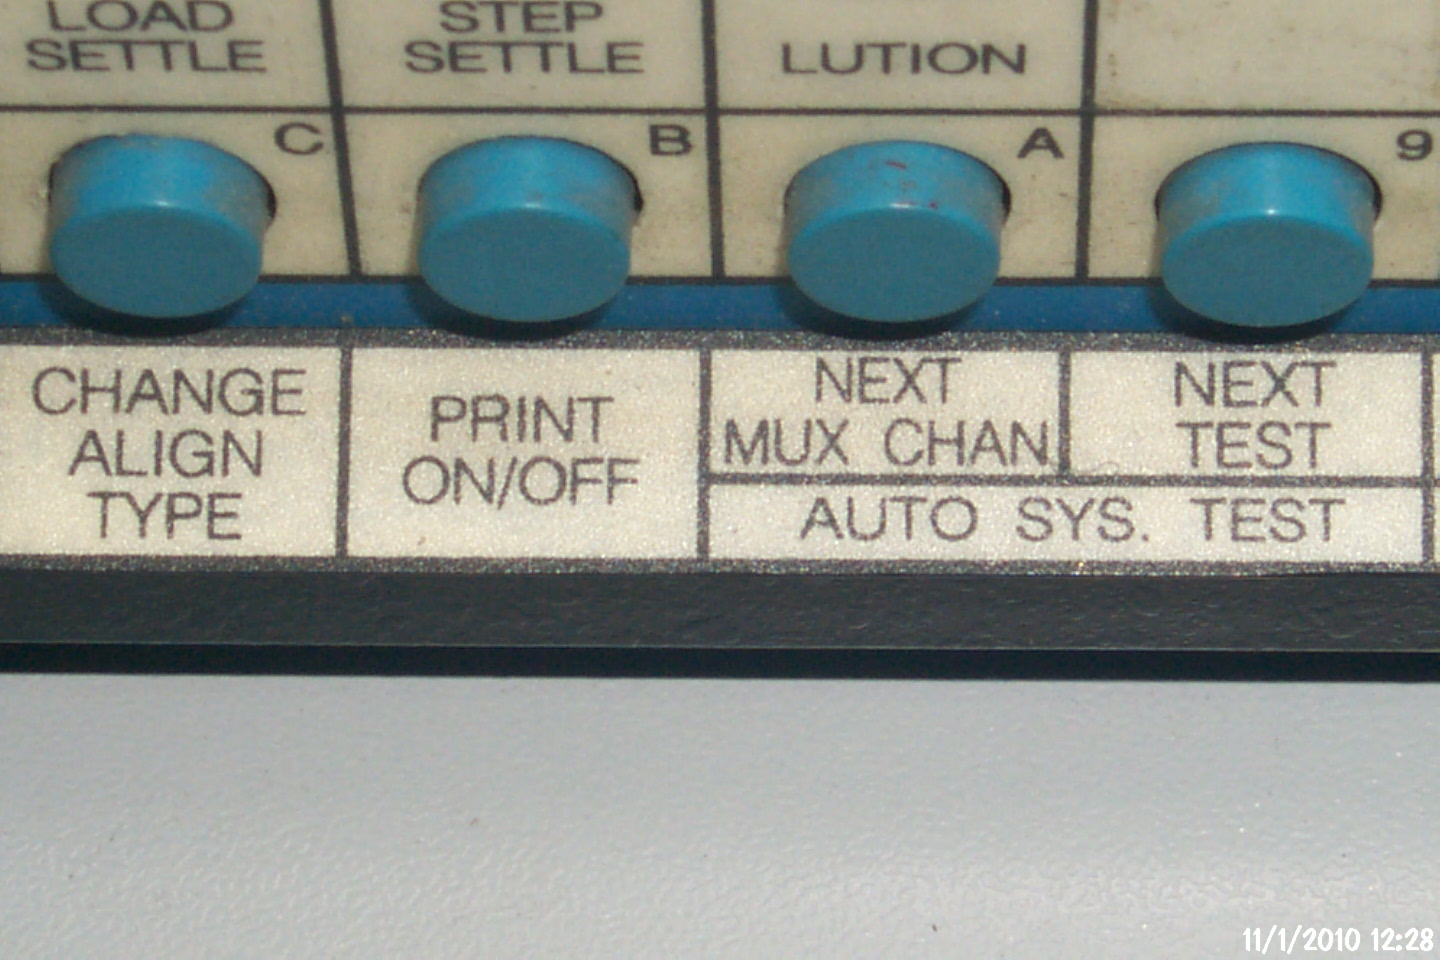 LOAD
SETTLE
STEP
SETTLE
LUTION
C
B
A
9
CHANGE
ALIGN
TYPE
PRINT
ON/OFF
NEXT
MUX CHAN
NEXT
TEST
AUTO SYS. TEST
11/1/2010 12:28